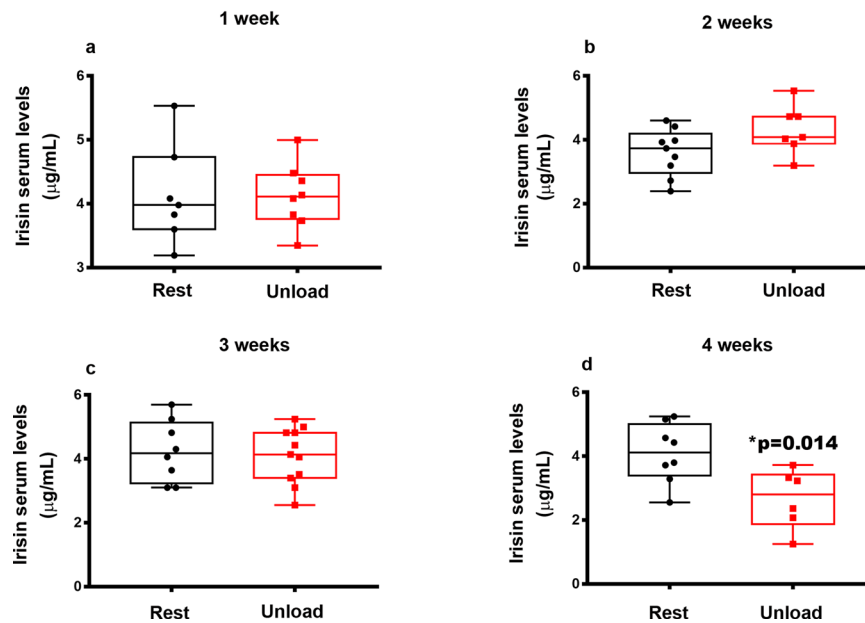 1 week
a
Irisin serum levels
(μg/mL)
6
5
4
3
Rest Unload
2 weeks
b
Irisin serum levels
(μg/mL)
6
4
2
0
Rest Unload
3 weeks
c
Irisin serum levels
(μg/mL)
6
4
2
0
Rest Unload
4 weeks
d
Irisin serum levels
(μg/mL)
6
4
2
0
*p=0.014
Rest Unload